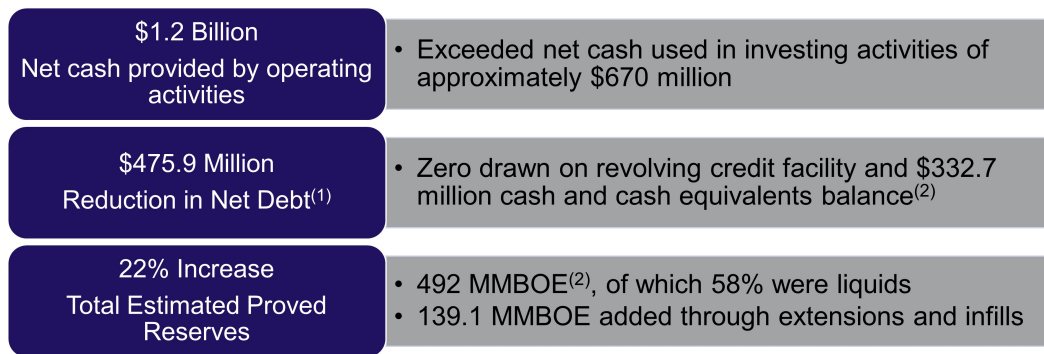 $1.2 Billion
Net cash provided by operating
activities
• Exceeded net cash used in investing activities of
approximately $670 million
$475.9 Million
Reduction in Net Debt(1)
• Zero drawn on revolving credit facility and $332.7
million cash and cash equivalents balance(2)
22% Increase
Total Estimated Proved
Reserves
• 492 MMBOE(2), of which 58% were liquids
• 139.1 MMBOE added through extensions and infills